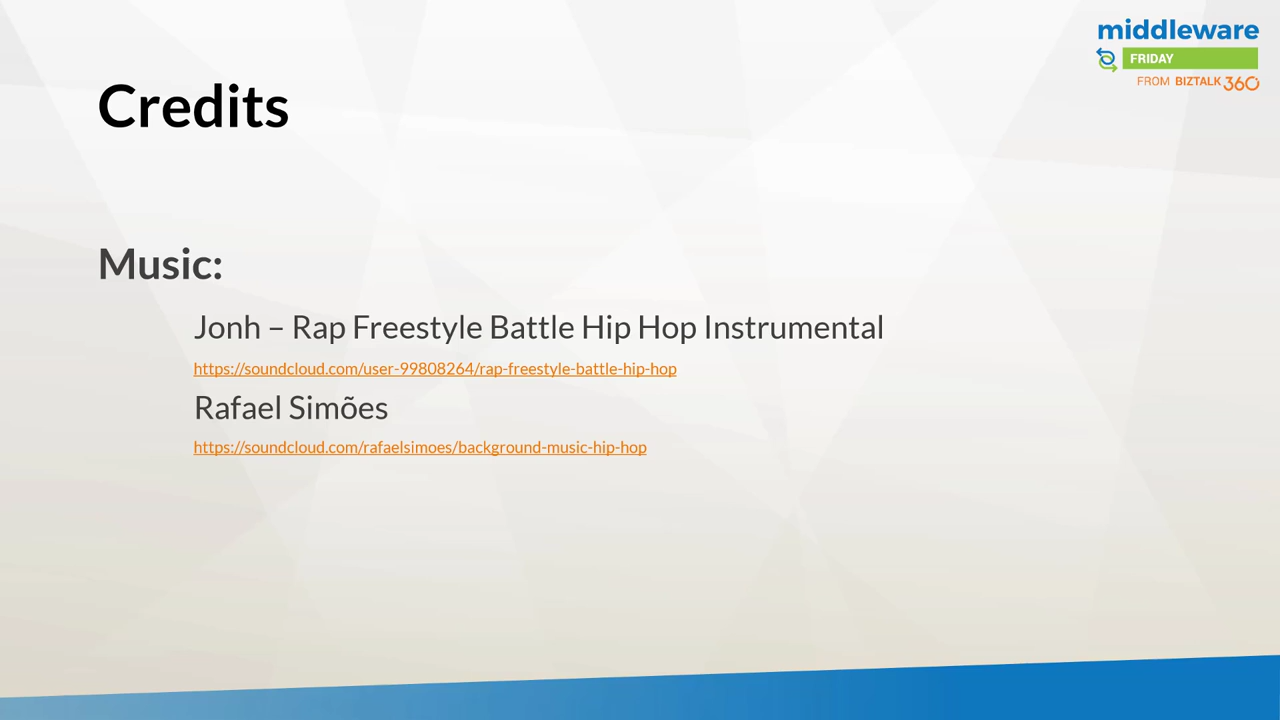 middleware
FRIDAY
FROM BIZTALK 360
Credits
Music:
Jonh – Rap Freestyle Battle Hip Hop Instrumental
https://soundcloud.com/user-99808264/rap-freestyle-battle-hip-hop
Rafael Simões
https://soundcloud.com/rafaelsimoes/background-music-hip-hop